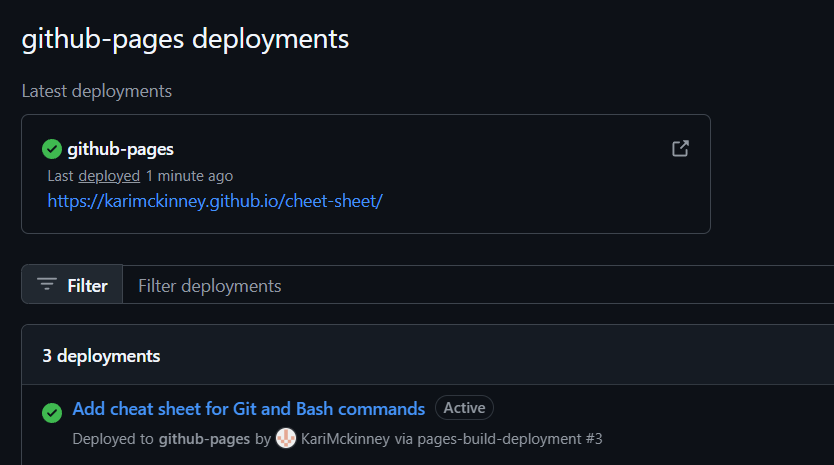 github-pages deployments
Latest deployments
github-pages
Last deployed 1 minute ago
https://karimckinney.github.io/cheet-sheet/
Filter
Filter deployments
3 deployments
Add cheat sheet for Git and Bash commands Active
Deployed to github-pages by KariMckinney via pages-build-deployment #3